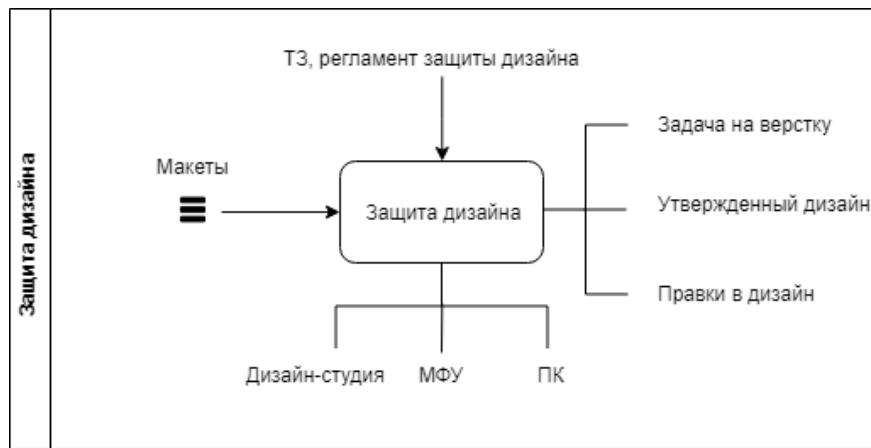 Защита дизайна
ТЗ, регламент защиты дизайна
Макеты
Защита дизайна
Задача на верстку
Утвержденный дизайн
Правки в дизайн
Дизайн-студия
МФУ
ПК